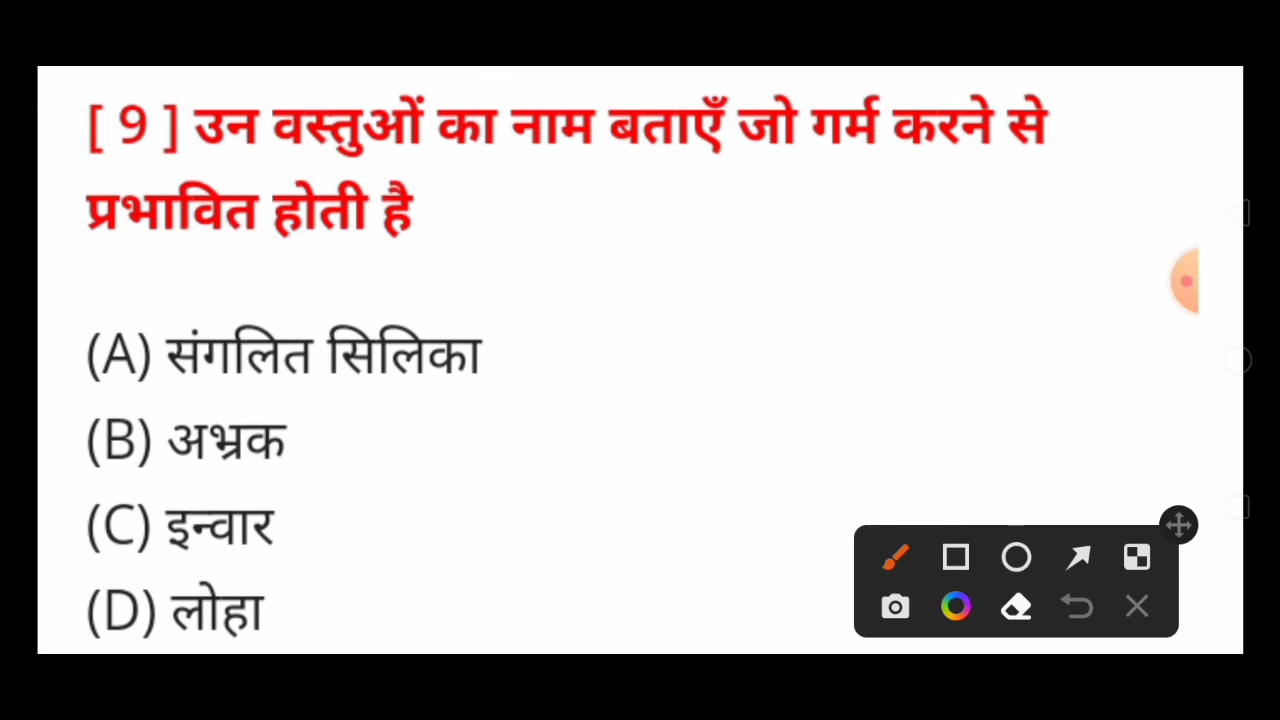 [ 9 ] उन वस्तुओं का नाम बताएँ जो गर्म करने से
प्रभावित होती है
(A) संगलित सिलिका
(B) अभ्रक
(C) इन्वार
(D) लोहा